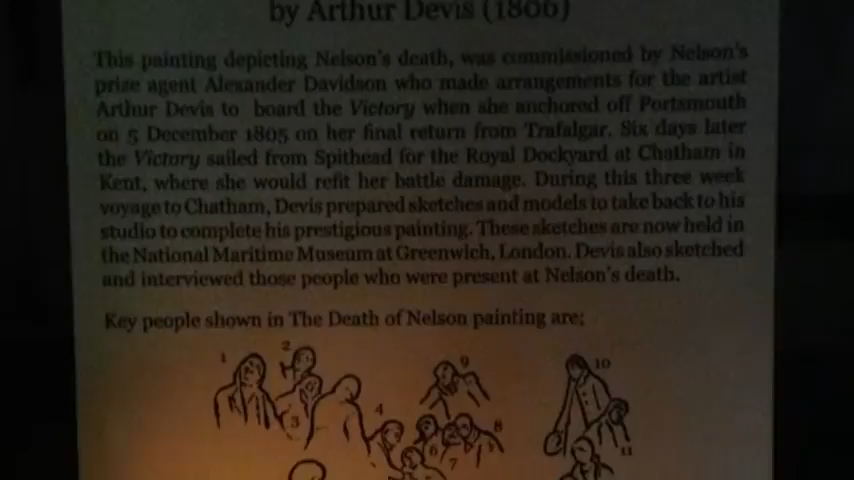 by Arthur Devis (1806)
This painting depicting Nelson's death, was commissioned by Nelson's
prize agent Alexander Davidson who made arrangements for the artist
Arthur Devis to board the Victory when she anchored off Portsmouth
on 5 December 1805 on her final return from Trafalgar. Six days later
the Victory sailed from Spithead for the Royal Dockyard at Chatham in
Kent, where she would refit her battle damage. During this three week
voyage to Chatham, Devis prepared sketches and models to take back to his
studio to complete his prestigious painting. These sketches are now held in
the National Maritime Museum at Greenwich, London. Devis also sketched
and interviewed those people who were present at Nelson's death.
Key people shown in The Death of Nelson painting are;
1 2 3 4 6 7 8 9 10 11